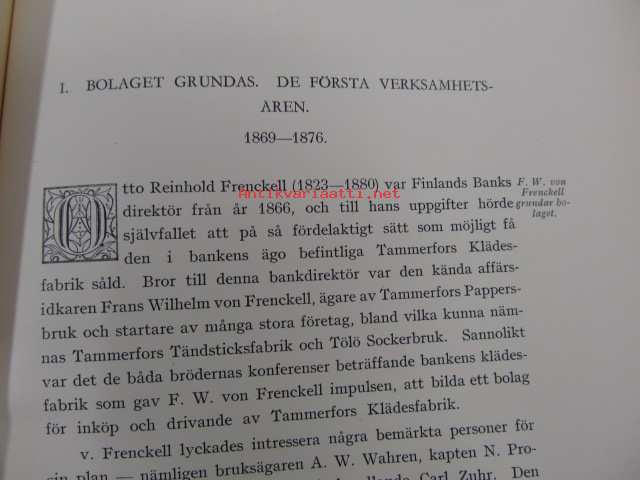 I. BOLAGET GRUNDAS. DE FÖRSTA VERKSAMHETS-
ÅREN.
1869—1876.
Antikvariaatti.net
Otto Reinhold Frenckell (1823—1880) var Finlands Banks
direktör från år 1866, och till hans uppgifter hörde
självfallet att på så fördelaktigt sätt som möjligt få
den i bankens ägo befintliga Tammerfors Klädes-
fabrik såld. Bror till denna bankdirektör var den kända affärs-
idkaren Frans Wilhelm von Frenckell, ägare av Tammerfors Pappers-
bruk och startare av många stora företag, bland vilka kunna näm-
nas Tammerfors Tändsticksfabrik och Tölö Sockerbruk. Sannolikt
var det de båda brödernas konferenser beträffande bankens klädes-
fabrik som gav F. W. von Frenckell impulsen, att bilda ett bolag
för inköp och drivande av Tammerfors Klädesfabrik.
v. Frenckell lyckades intressera några bemärkta personer för
sin plan — nämligen bruksägaren A. W. Wahren, kapten N. Pro-
Carl Zuhr. Den
F. W. von
Frenckell
grundar bo-
laget.